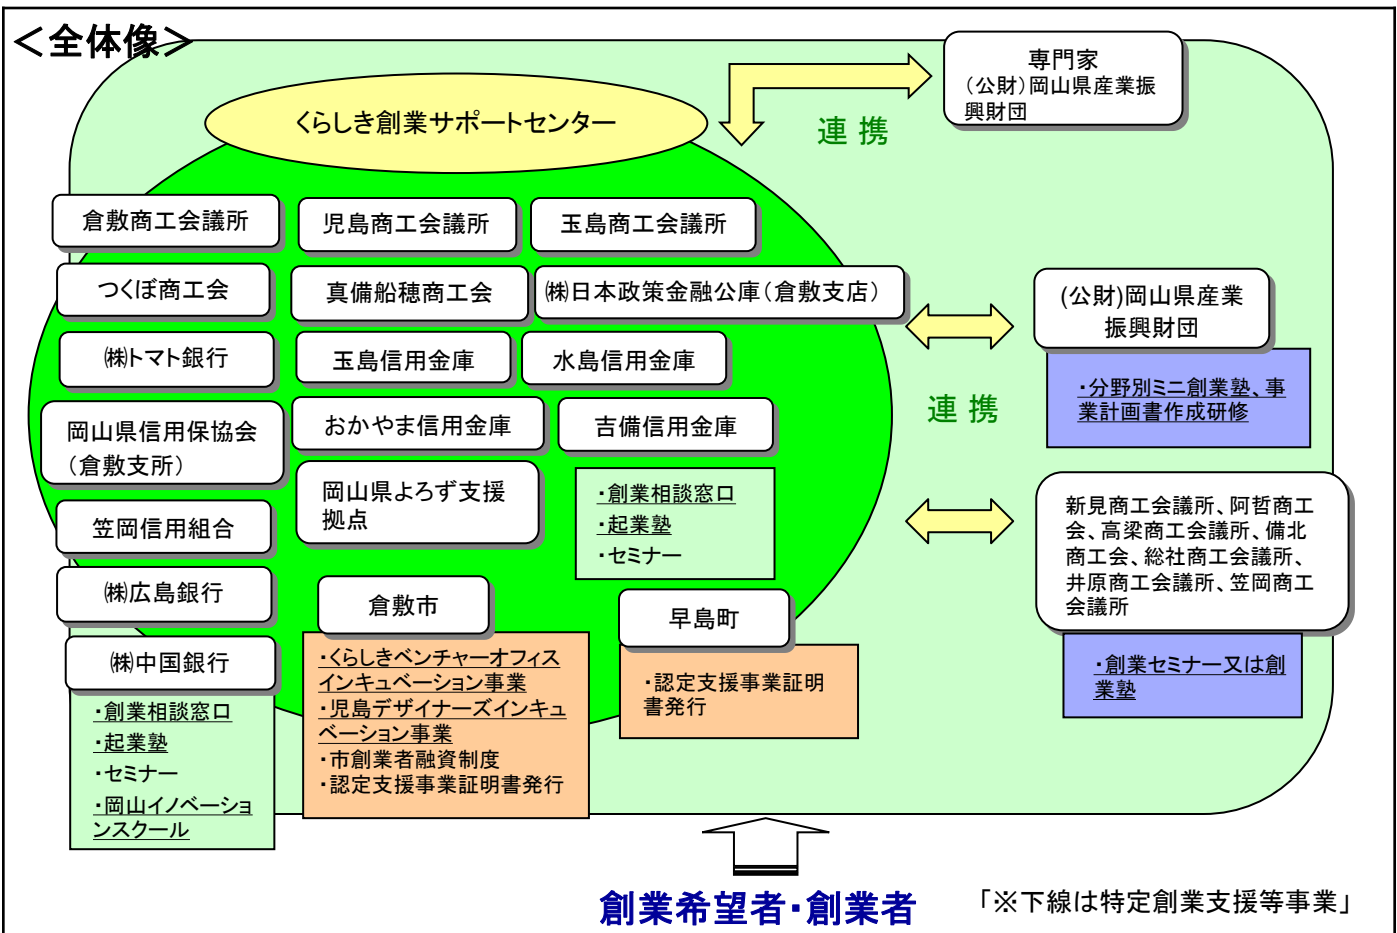 ＜全体像＞
専門家
（公財）岡山県産業振
興財団
くらしき創業サポートセンター
連 携
倉敷商工会議所
児島商工会議所
玉島商工会議所
つくぼ商工会
真備船穂商工会
㈱日本政策金融公庫（倉敷支店）
(公財)岡山県産業
振興財団
㈱トマト銀行
玉島信用金庫
水島信用金庫
・分野別ミニ創業塾、事
業計画書作成研修
連 携
岡山県信用保協会
（倉敷支所）
おかやま信用金庫
吉備信用金庫
岡山県よろず支援
拠点
・創業相談窓口
・起業塾
・セミナー
新見商工会議所、阿哲商工
会、高梁商工会議所、備北
商工会、総社商工会議所、
井原商工会議所、笠岡商工
会議所
・創業セミナー又は創
業塾
笠岡信用組合
㈱広島銀行
倉敷市
・くらしきベンチャーオフィス
インキュベーション事業
・児島デザイナーズインキュ
ベーション事業
・市創業者融資制度
・認定支援事業証明書発行
早島町
・認定支援事業証明
書発行
㈱中国銀行
・創業相談窓口
・起業塾
・セミナー
・岡山イノベーショ
ンスクール
創業希望者・創業者
「※下線は特定創業支援等事業」